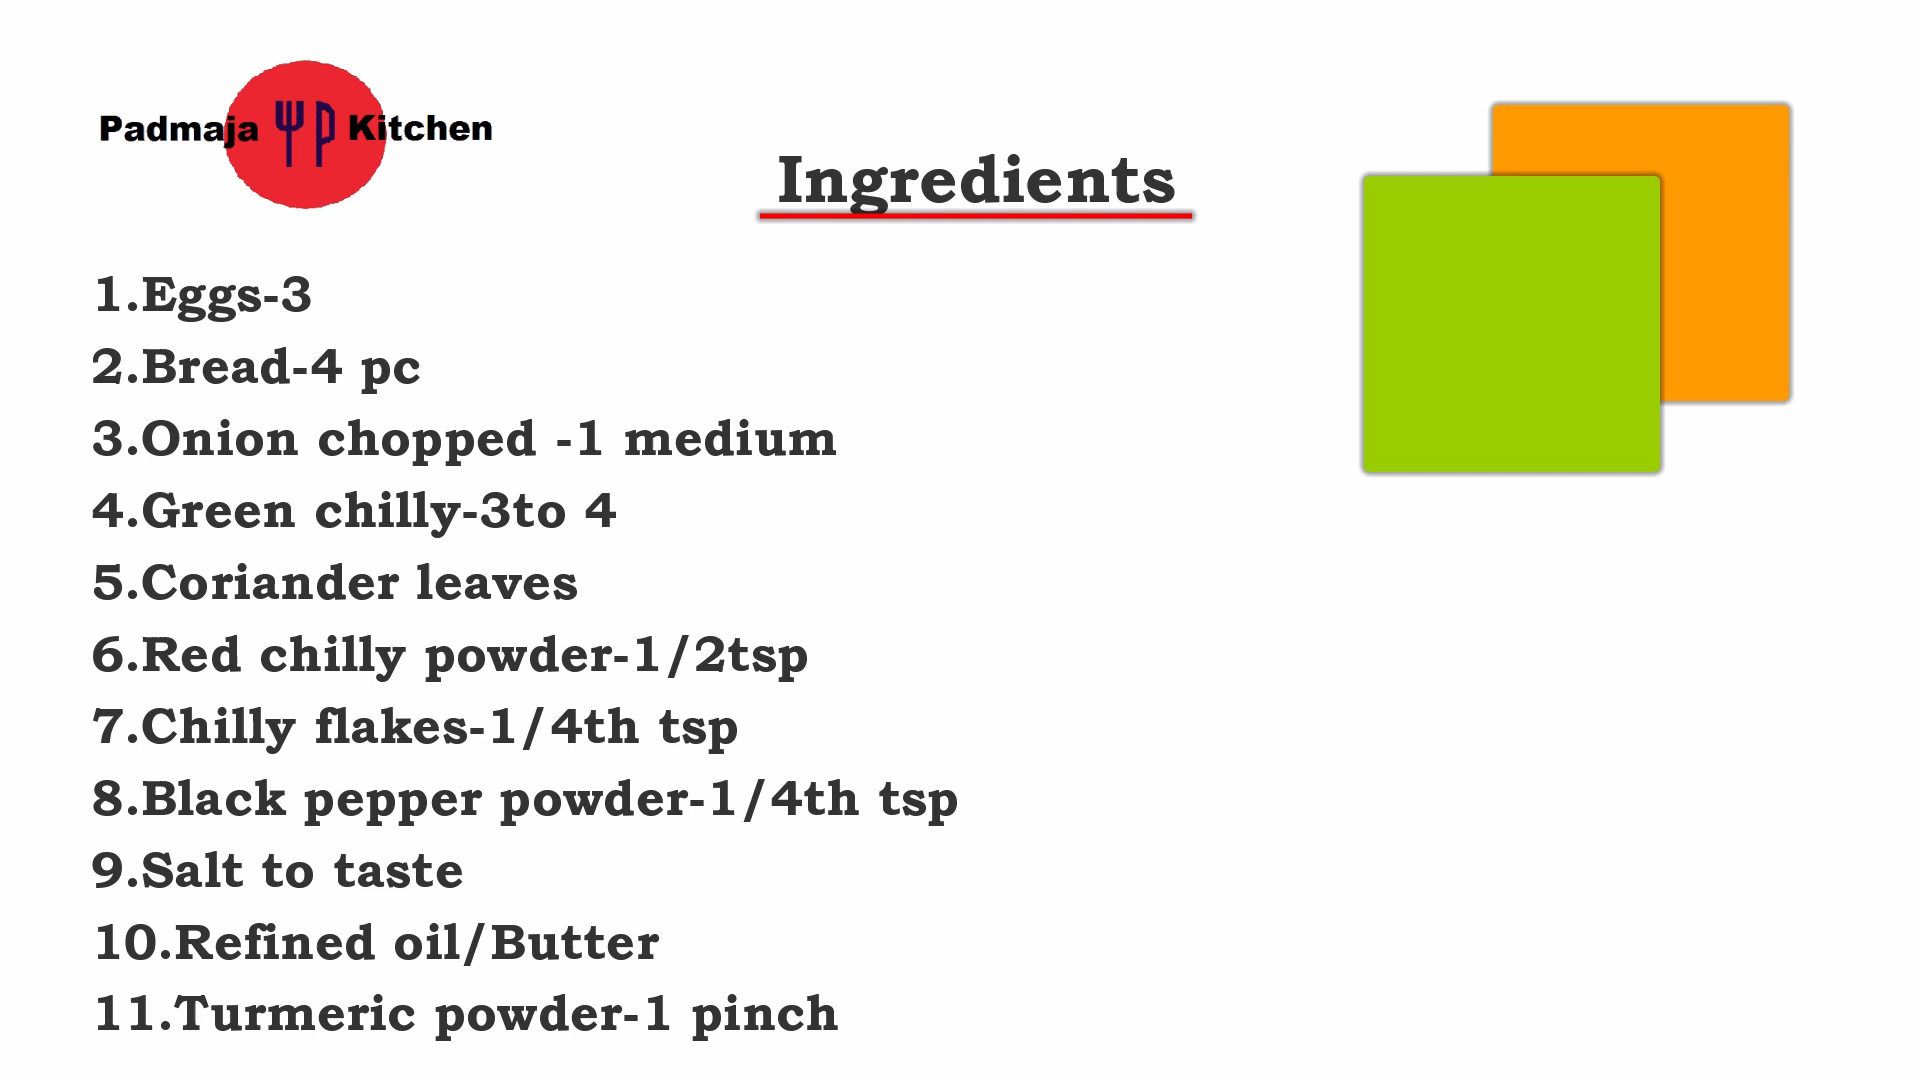 Padmaja Kitchen
Ingredients
1.Eggs-3
2.Bread-4 pc
3.Onion chopped -1 medium
4.Green chilly-3to 4
5.Coriander leaves
6.Red chilly powder-1/2tsp
7.Chilly flakes-1/4th tsp
8.Black pepper powder-1/4th tsp
9.Salt to taste
10.Refined oil/Butter
11.Turmeric powder-1 pinch